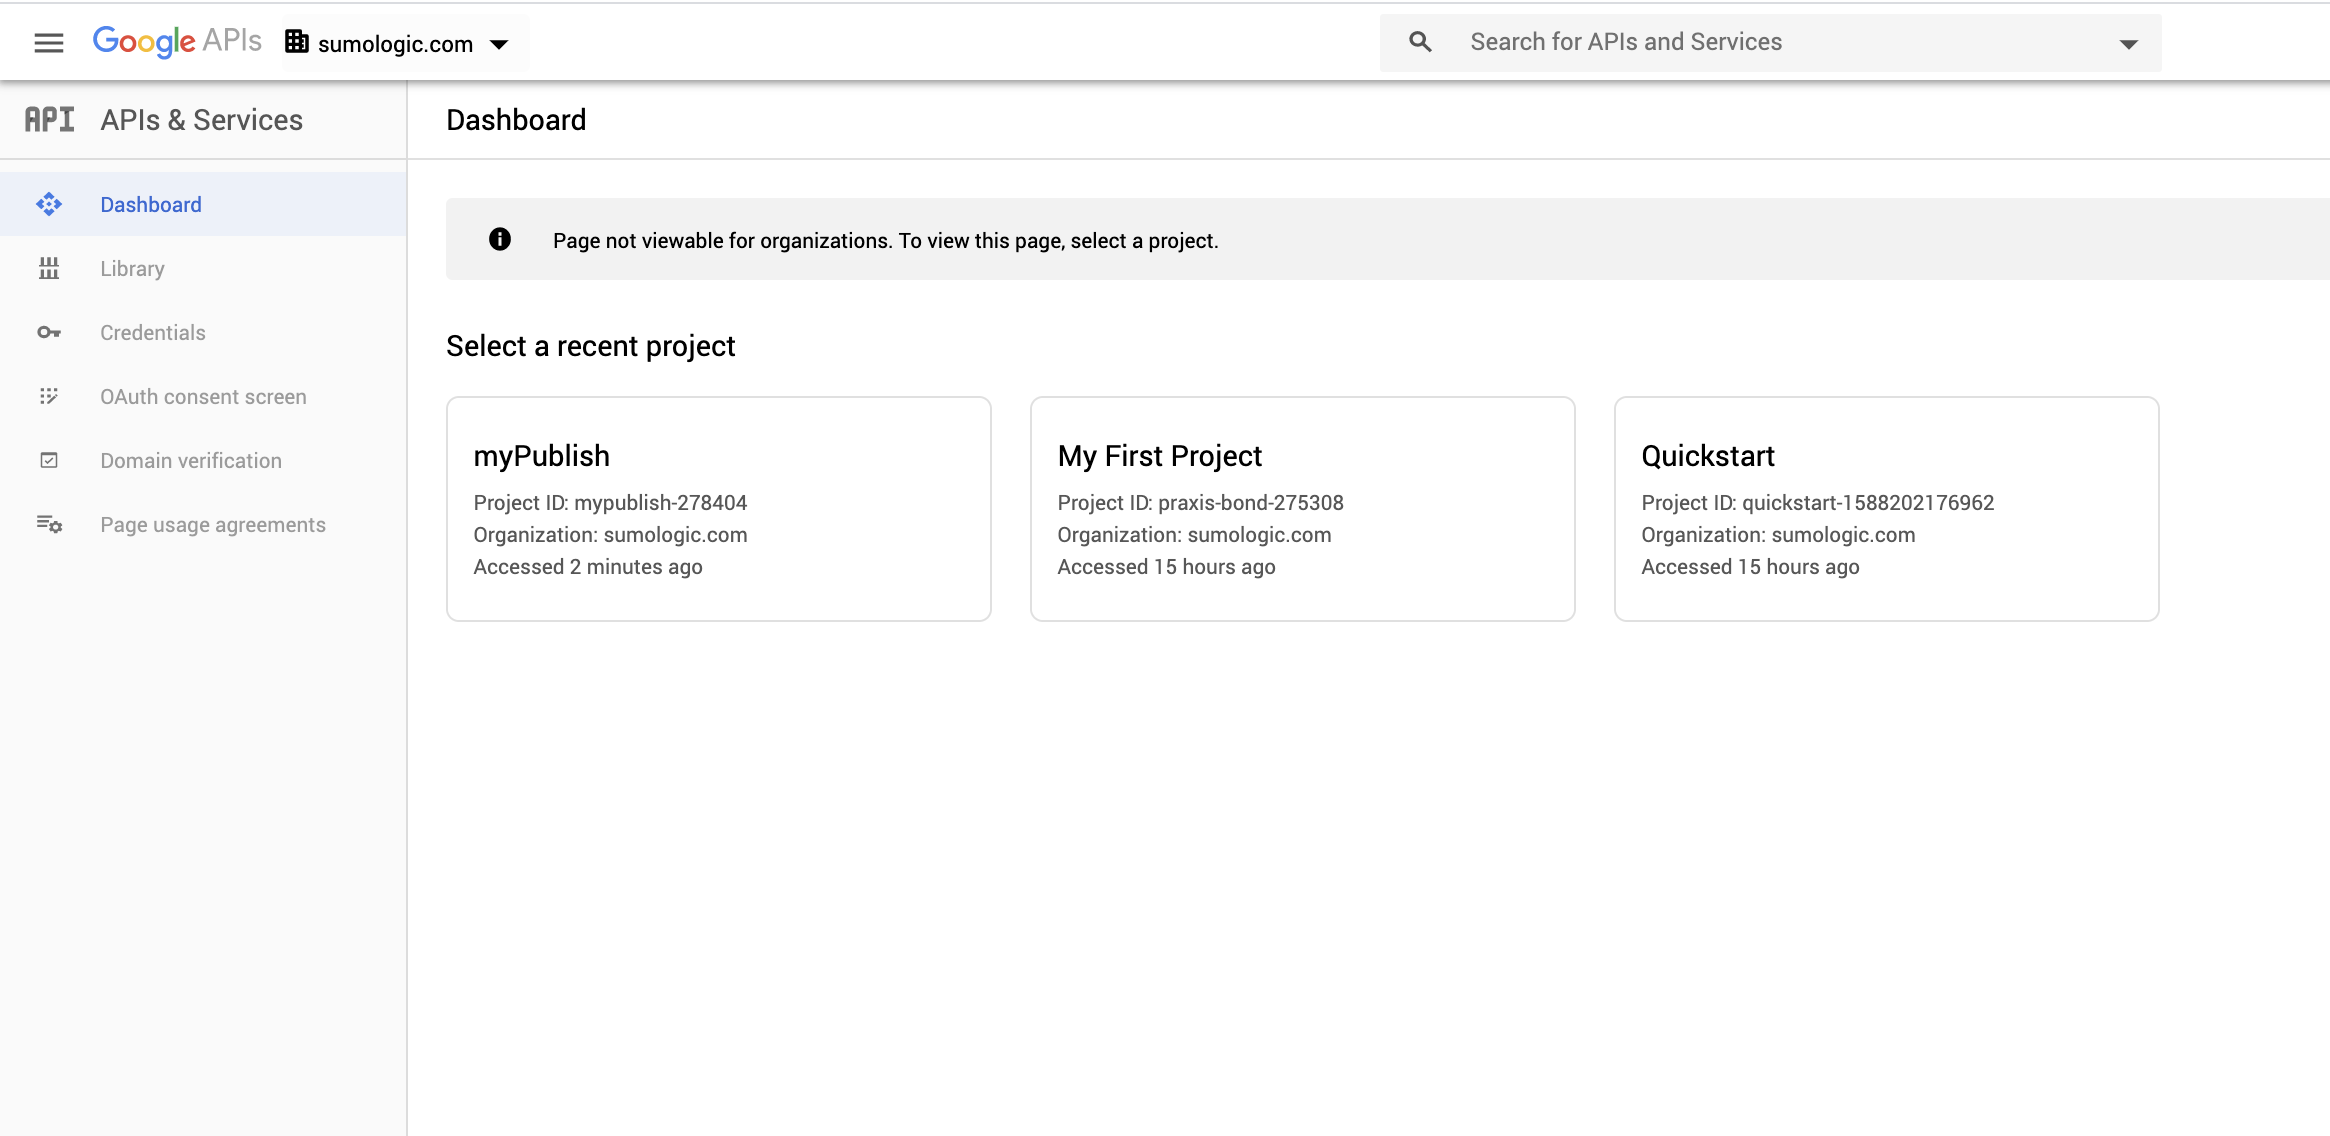 Google APIs
sumologic.com
Search for APIs and Services
API APIs & Services
Dashboard
Dashboard
Library
Credentials
OAuth consent screen
Domain verification
Page usage agreements
Page not viewable for organizations. To view this page, select a project.
Select a recent project
myPublish
Project ID: mypublish-278404
Organization: sumologic.com
Accessed 2 minutes ago
My First Project
Project ID: praxis-bond-275308
Organization: sumologic.com
Accessed 15 hours ago
Quickstart
Project ID: quickstart-1588202176962
Organization: sumologic.com
Accessed 15 hours ago